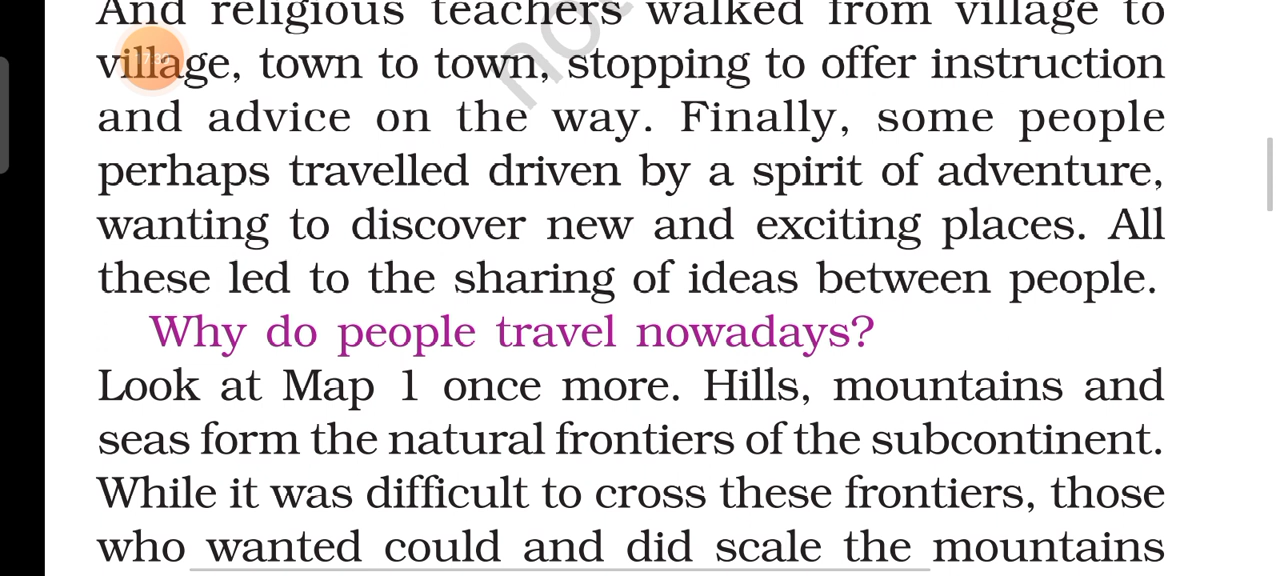 And religious teachers walked from village to
village, town to town, stopping to offer instruction
and advice on the way. Finally, some people
perhaps travelled driven by a spirit of adventure,
wanting to discover new and exciting places. All
these led to the sharing of ideas between people.
Why do people travel nowadays?
Look at Map 1 once more. Hills, mountains and
seas form the natural frontiers of the subcontinent.
While it was difficult to cross these frontiers, those
who wanted could and did scale the mountains